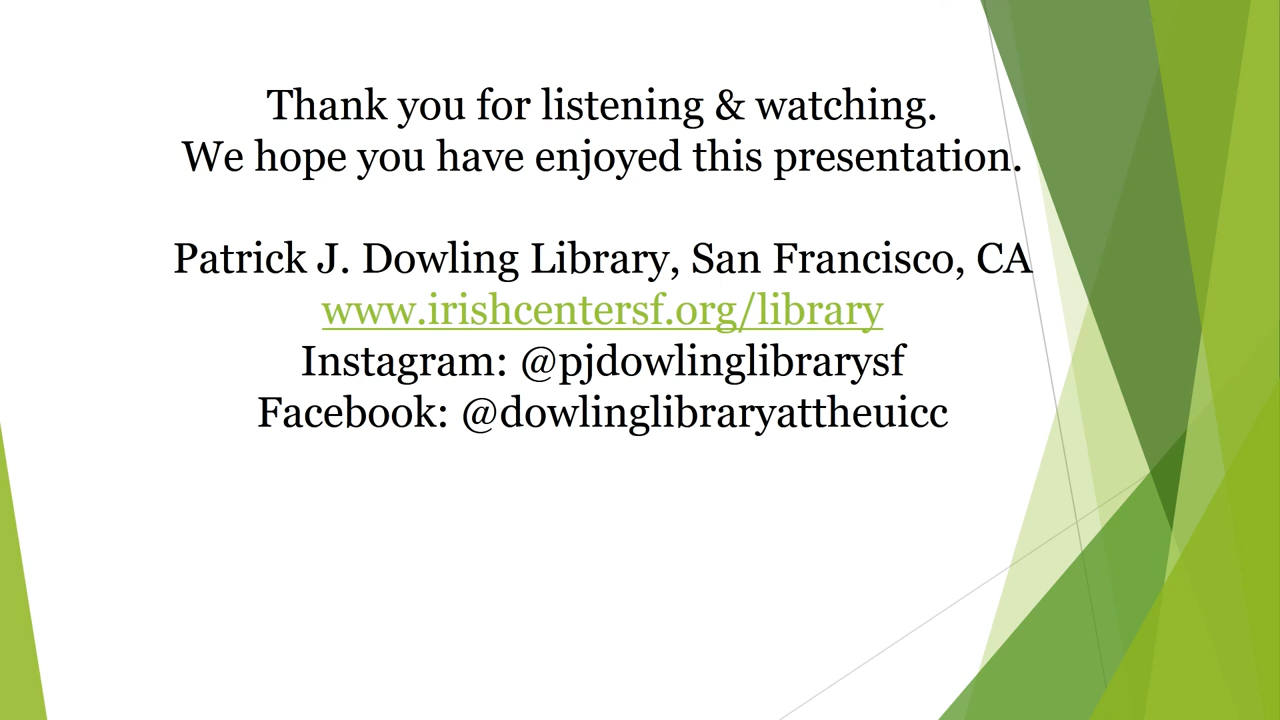 Thank you for listening & watching.
We hope you have enjoyed this presentation.
Patrick J. Dowling Library, San Francisco, CA
www.irishcentersf.org/library
Instagram: @pjdowlinglibrarysf
Facebook: @dowlinglibraryattheuicc